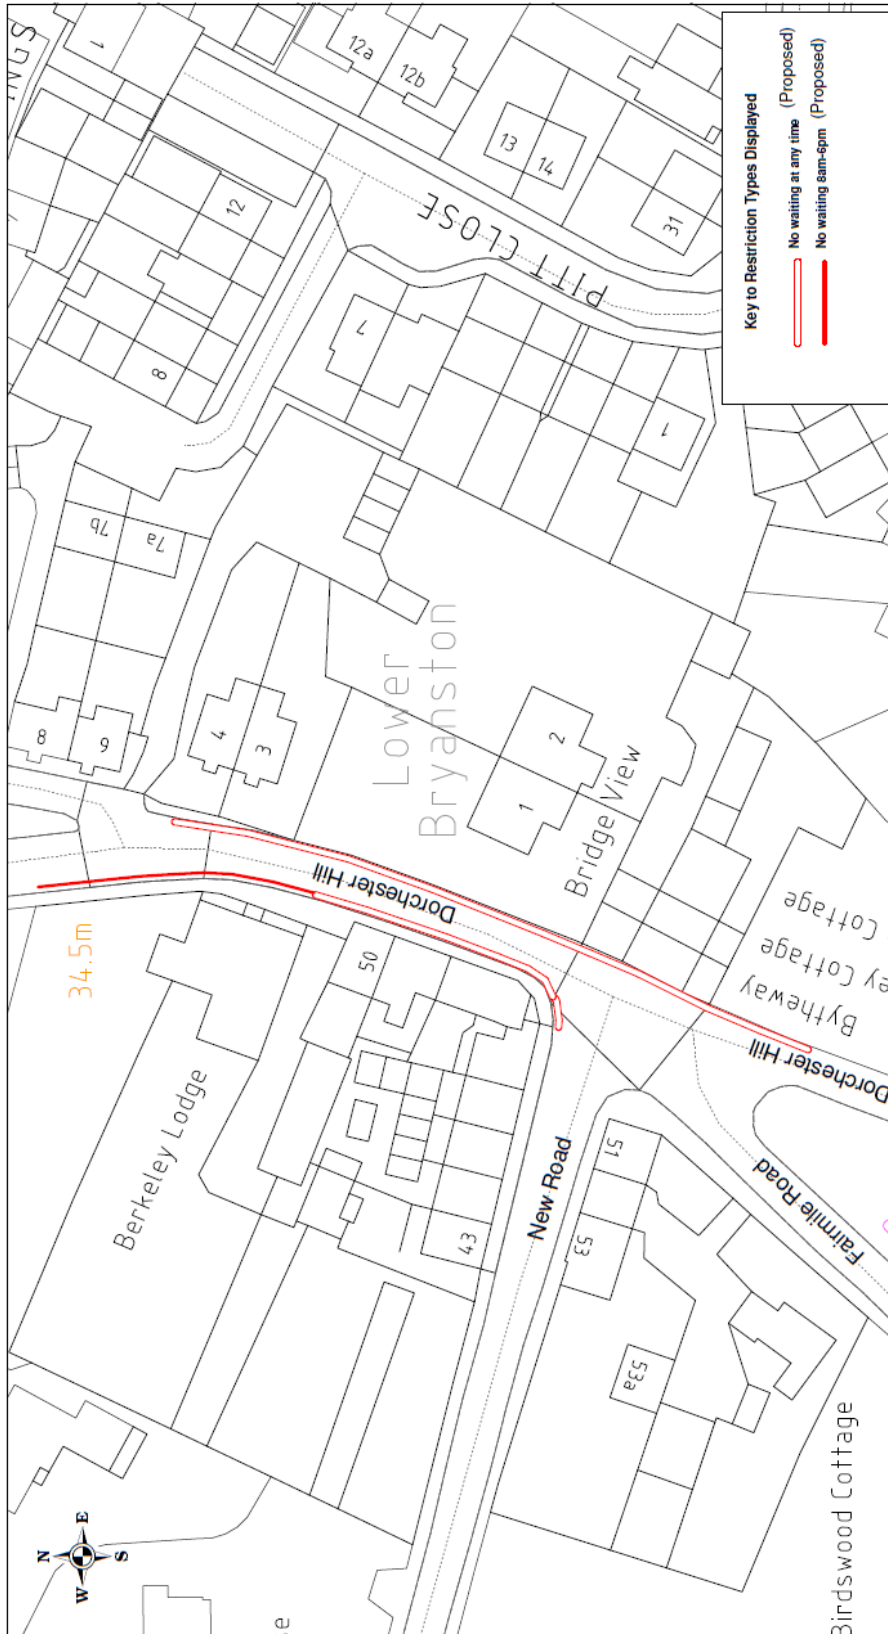 SGNI
1
12a
12b
13
14
31
12
8
PITT CLOSE
7
1
7b
7a
8
6
4
3
Lower
Bryanston
2
1
Bridge View
Dorchester Hill
34.5m
50
Berkeley Lodge
43
New Road
51
53
53a
Fairmile Road
Dorchester Hill
Bytheway
ey Cottage
Cottage
Birdswood Cottage
N
E
S
W
Key to Restriction Types Displayed
No waiting at any time (Proposed)
No waiting 8am-6pm (Proposed)